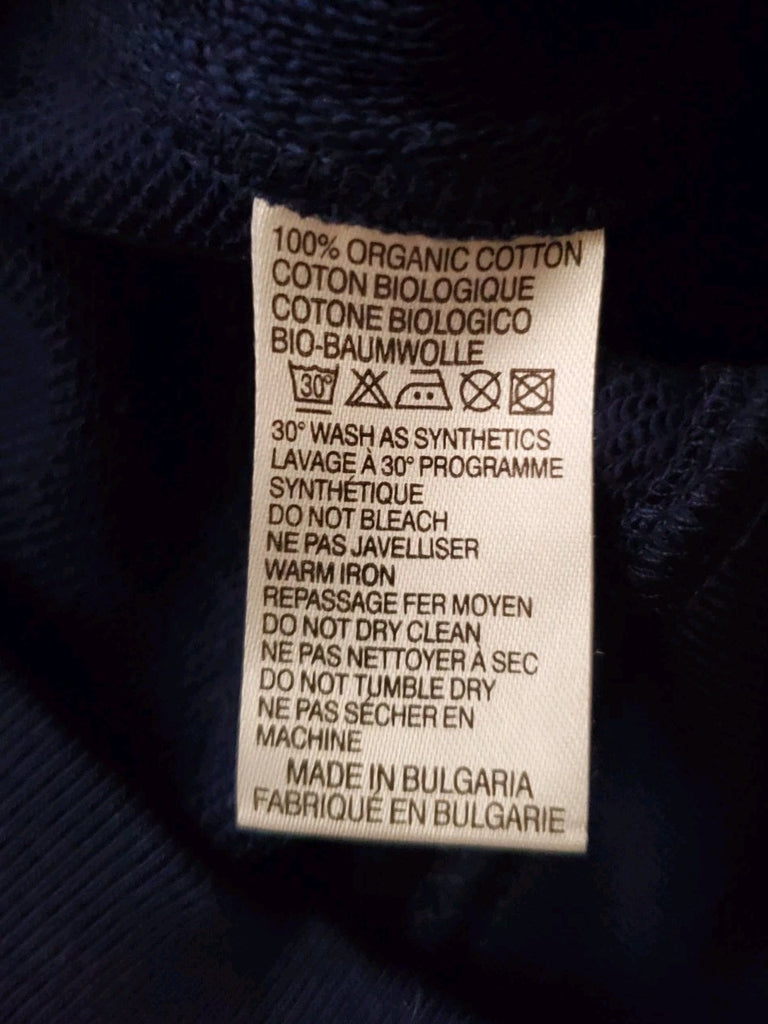 100% ORGANIC COTTON
COTON BIOLOGIQUE
COTONE BIOLOGICO
BIO-BAUMWOLLE
30°
30° WASH AS SYNTHETICS
LAVAGE À 30° PROGRAMME
SYNTHÉTIQUE
DO NOT BLEACH
NE PAS JAVELLISER
WARM IRON
REPASSAGE FER MOYEN
DO NOT DRY CLEAN
NE PAS NETTOYER À SEC
DO NOT TUMBLE DRY
NE PAS SÉCHER EN
MACHINE
MADE IN BULGARIA
FABRIQUÉ EN BULGARIE